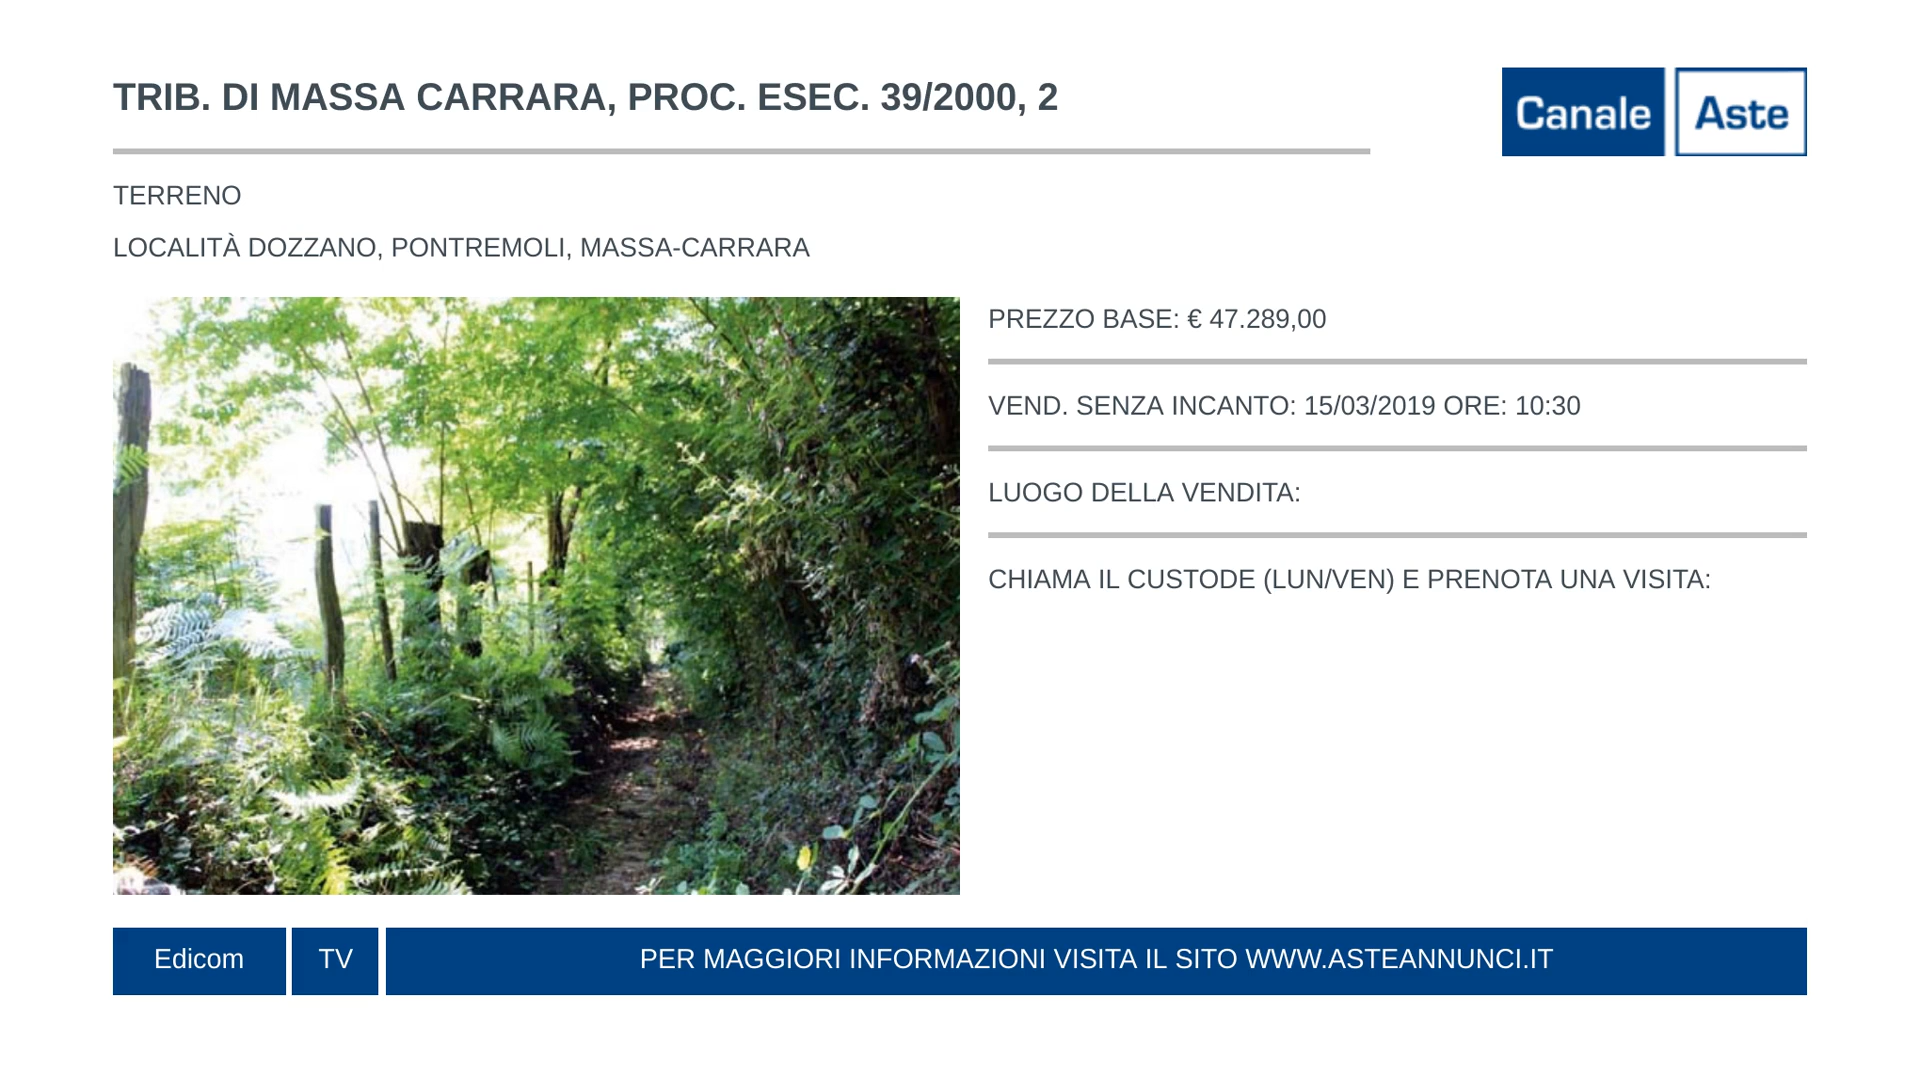 TRIB. DI MASSA CARRARA, PROC. ESEC. 39/2000, 2
Canale Aste
TERRENO
LOCALITÀ DOZZANO, PONTREMOLI, MASSA-CARRARA
PREZZO BASE: € 47.289,00
VEND. SENZA INCANTO: 15/03/2019 ORE: 10:30
LUOGO DELLA VENDITA:
CHIAMA IL CUSTODE (LUN/VEN) E PRENOTA UNA VISITA:
Edicom TV PER MAGGIORI INFORMAZIONI VISITA IL SITO WWW.ASTEANNUNCI.IT